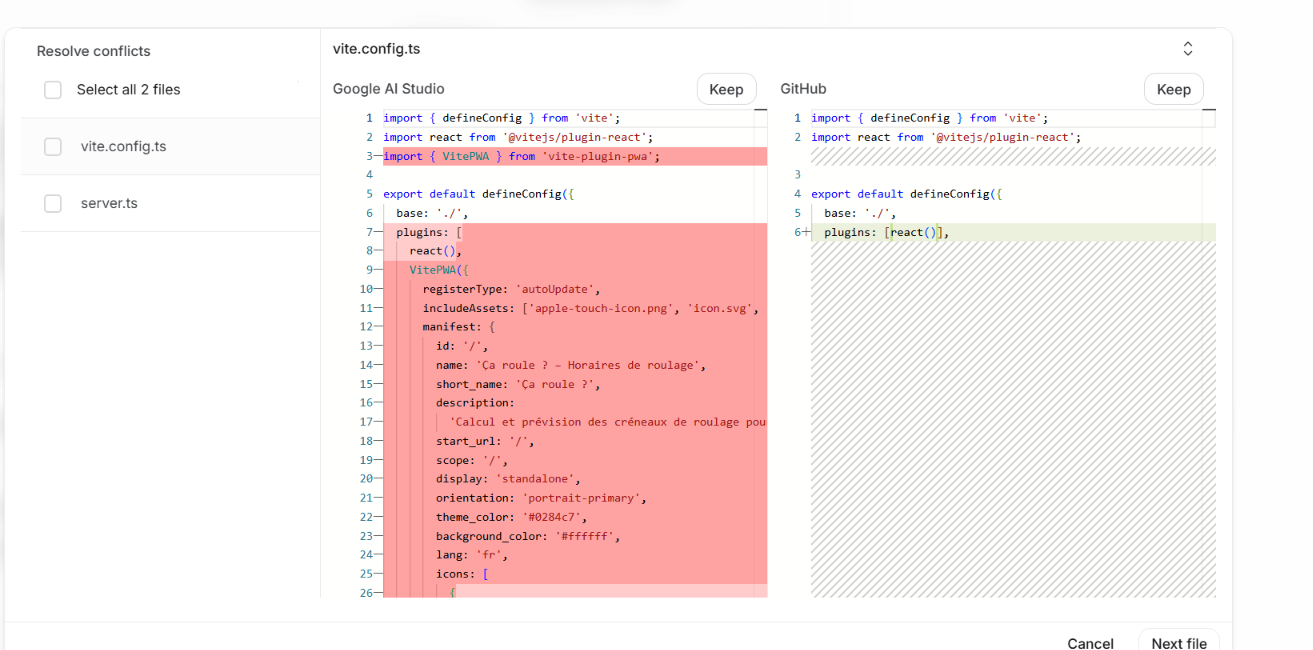 Resolve conflicts
Select all 2 files
vite.config.ts
server.ts
vite.config.ts
Google AI Studio
Keep
1 import { defineConfig } from 'vite';
2 import react from '@vitejs/plugin-react';
3— import { VitePWA } from 'vite-plugin-pwa';
4
5 export default defineConfig({
6 base: './',
7— plugins: [
8— react(),
9— VitePWA({
10— registerType: 'autoUpdate',
11— includeAssets: ['apple-touch-icon.png', 'icon.svg',
12— manifest: {
13— id: '/',
14— name: 'Ça roule ? – Horaires de roulage',
15— short_name: 'Ça roule ?',
16— description:
17— 'Calcul et prévision des créneaux de roulage pou
18— start_url: '/',
19— scope: '/',
20— display: 'standalone',
21— orientation: 'portrait-primary',
22— theme_color: '#0284c7',
23— background_color: '#ffffff',
24— lang: 'fr',
25— icons: [
26— {
GitHub
Keep
1 import { defineConfig } from 'vite';
2 import react from '@vitejs/plugin-react';
3
4 export default defineConfig({
5 base: './',
6+ plugins: [react()],
Cancel
Next file